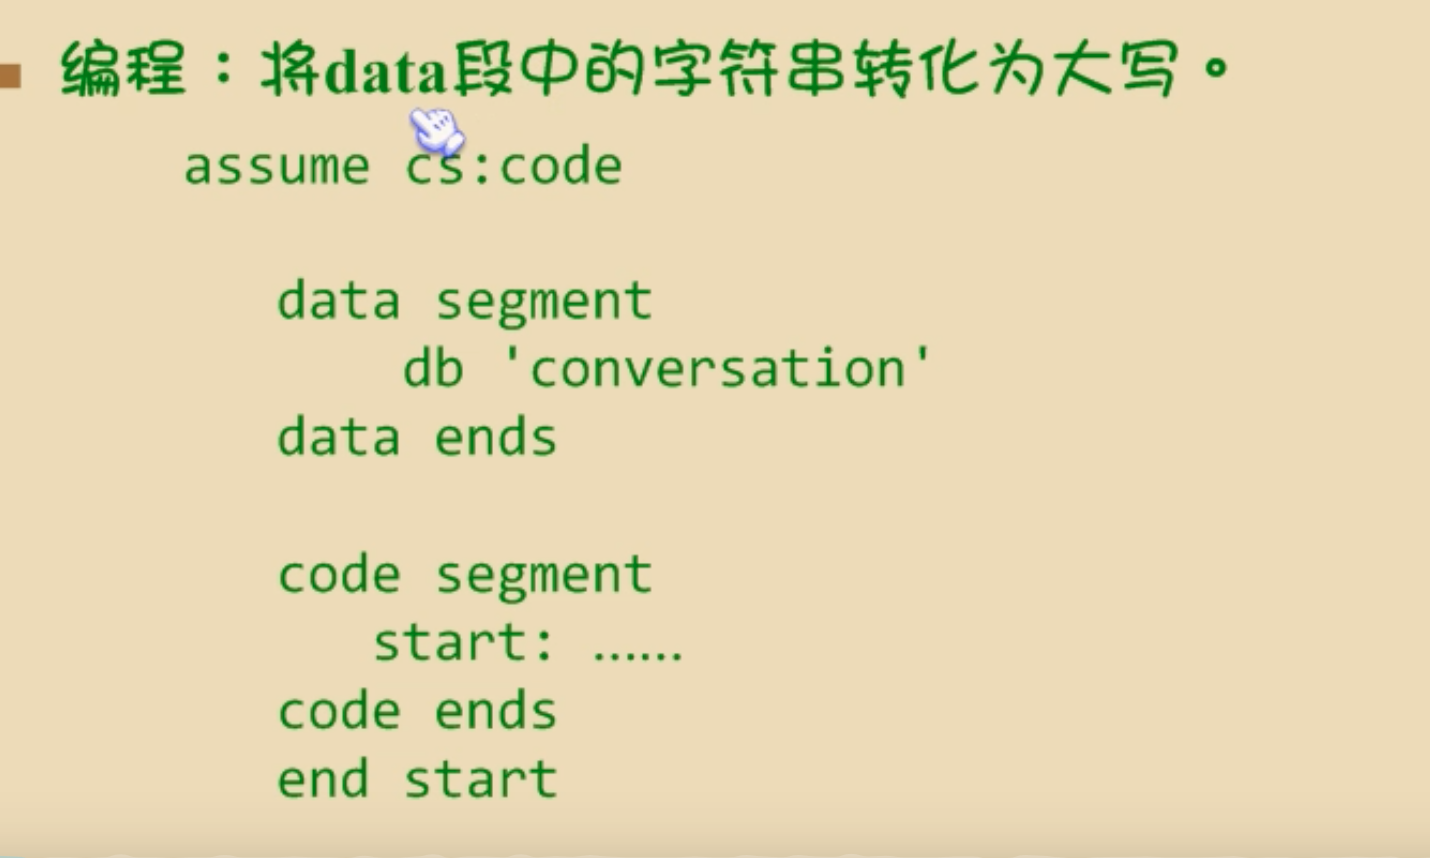 编程：将data段中的字符串转化为大写。
assume cs:code
data segment
db 'conversation'
data ends
code segment
start: ……
code ends
end start